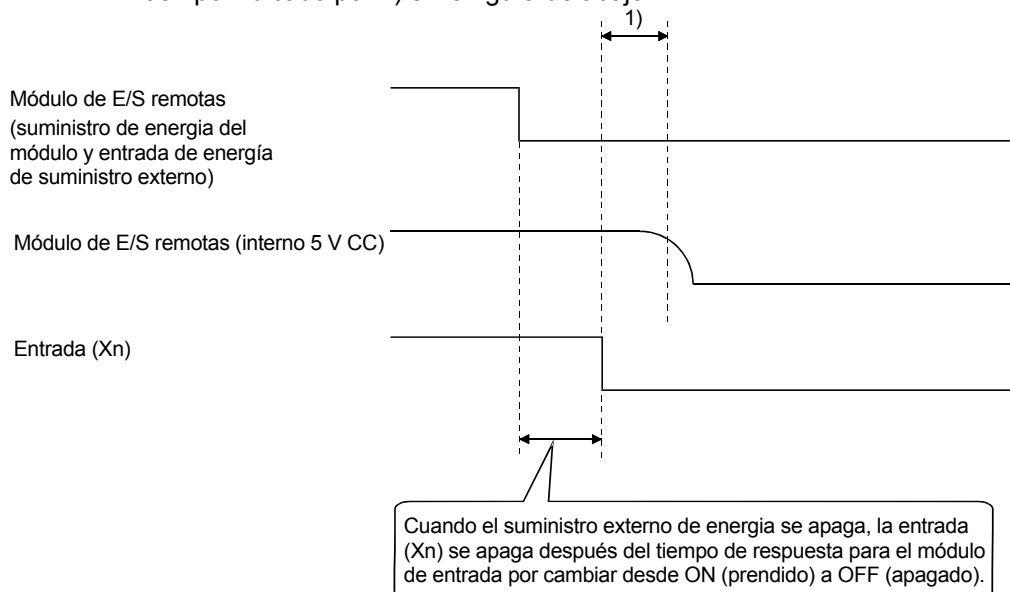 1)
Módulo de E/S remotas
(suministro de energia del
módulo y entrada de energía
de suministro externo)
Módulo de E/S remotas (interno 5 V CC)
Entrada (Xn)
Cuando el suministro externo de energia se apaga, la entrada
(Xn) se apaga después del tiempo de respuesta para el módulo
de entrada por cambiar desde ON (prendido) a OFF (apagado).